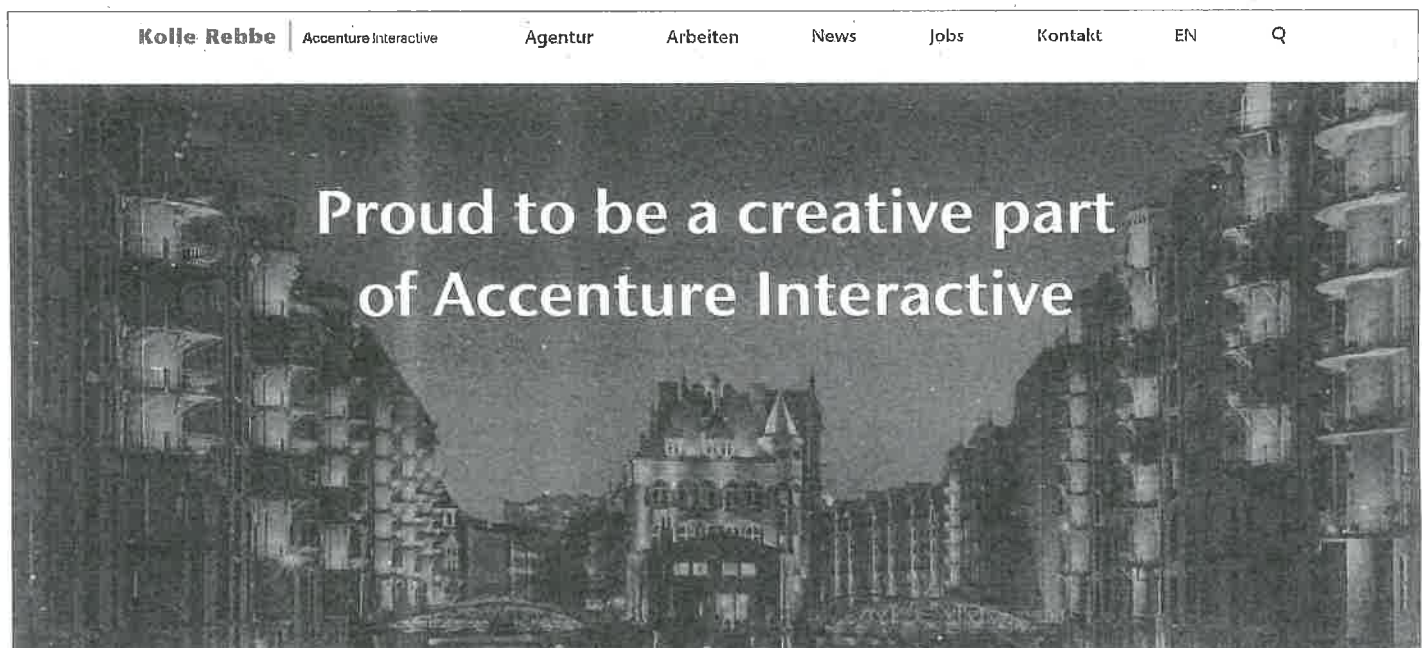 Kolle Rebbe | Accenture Interactive Agentur Arbeiten News Jobs Kontakt EN
Proud to be a creative part
of Accenture Interactive